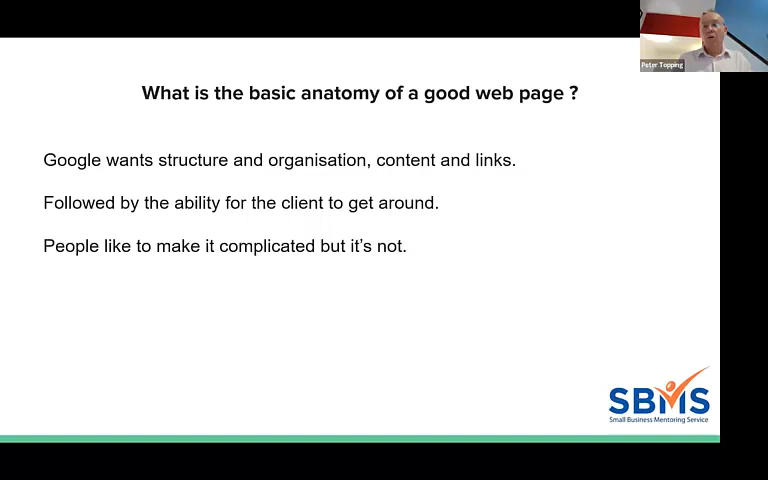 Peter Topping
What is the basic anatomy of a good web page ?
Google wants structure and organisation, content and links.
Followed by the ability for the client to get around.
People like to make it complicated but it’s not.
SBMS
Small Business Mentoring Service